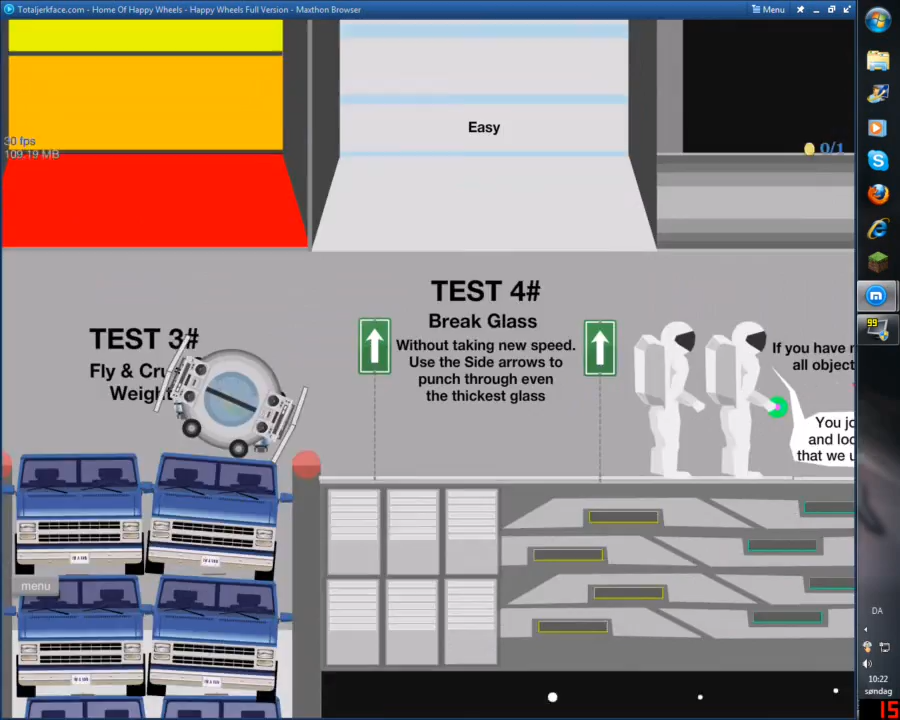 Totaljerkface.com - Home Of Happy Wheels - Happy Wheels Full Version - Maxthon Browser
Menu
Easy
30 fps
109.19 MB
0/1
TEST 3#
Fly & Cru
Weigh
TEST 4#
Break Glass
Without taking new speed.
Use the Side arrows to
punch through even
the thickest glass
If you have
all object
You jo
and loo
that we u
menu
99
DA
10:22
søndag
15